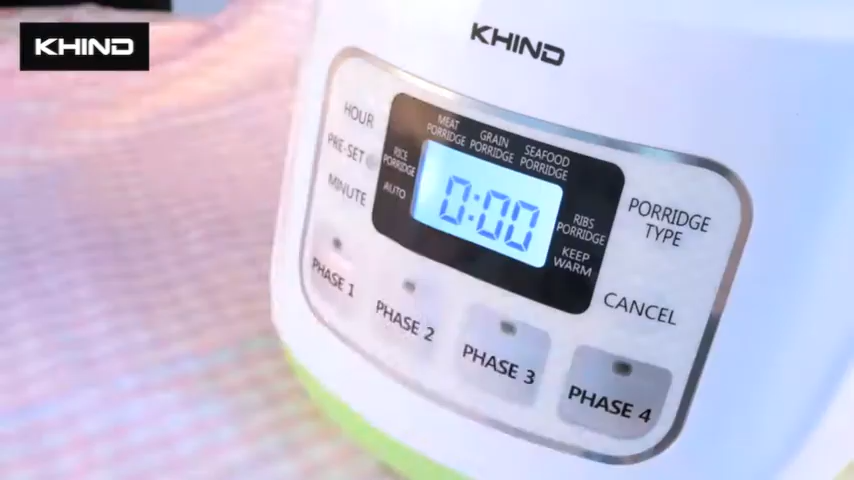 KHIND
KHIND
HOUR
PRE-SET
MINUTE
MEAT
PORRIDGE
GRAIN
PORRIDGE
SEAFOOD
PORRIDGE
RICE
PORRIDGE
AUTO
0:00
RIBS
PORRIDGE
KEEP
WARM
PORRIDGE
TYPE
CANCEL
PHASE 1
PHASE 2
PHASE 3
PHASE 4